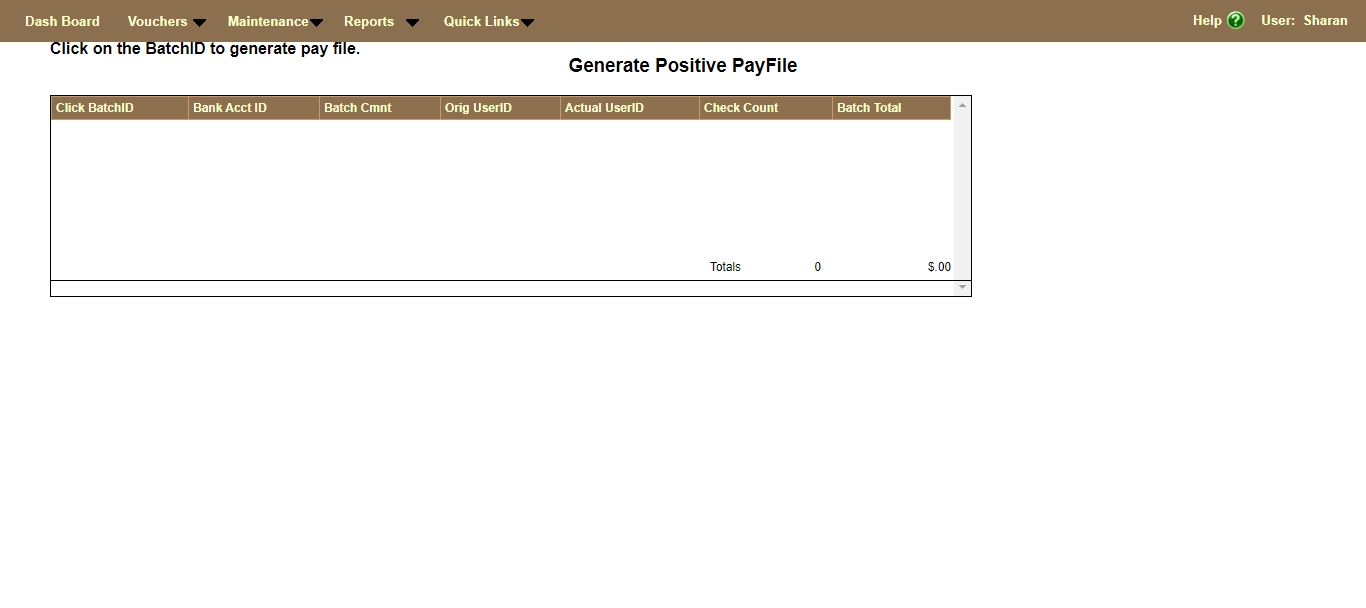 Dash Board Vouchers Maintenance Reports Quick Links Help ? User: Sharan
Click on the BatchID to generate pay file.
Generate Positive PayFile
Click BatchID Bank Acct ID Batch Cmnt Orig UserID Actual UserID Check Count Batch Total
Totals 0 $.00